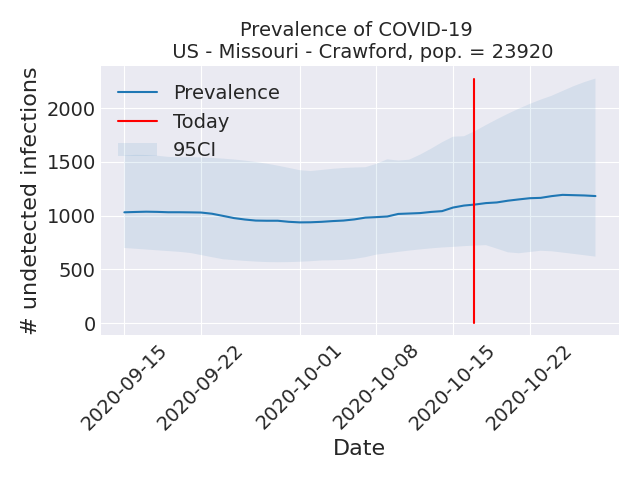 Prevalence of COVID-19
US - Missouri - Crawford, pop. = 23920
# undetected infections
2000
1500
1000
500
0
Prevalence
Today
95CI
2020-09-15
2020-09-22
2020-10-01
2020-10-08
2020-10-15
2020-10-22
Date